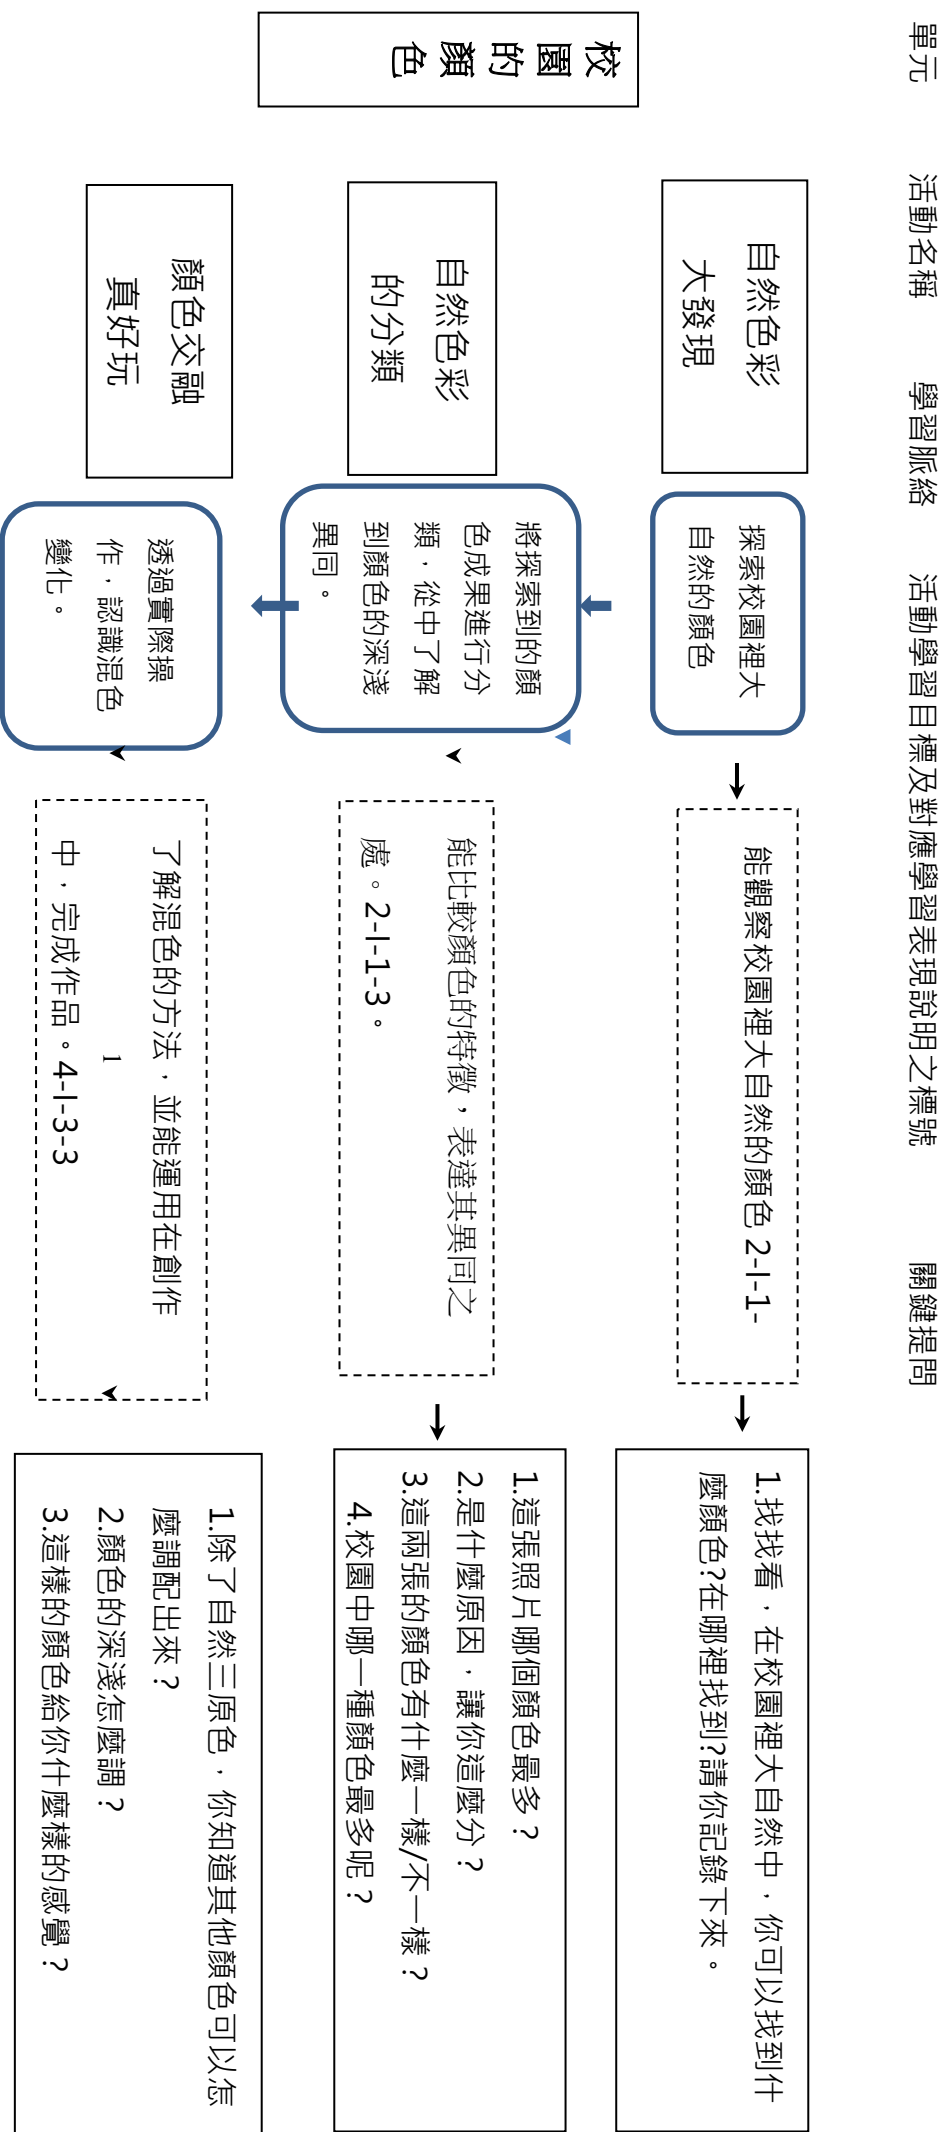 單元
活動名稱
學習脈絡
活動學習目標及對應學習表現說明之標號
關鍵提問
校園的顏色
自然色彩
大發現
探索校園裡大
自然的顏色
能觀察校園裡大自然的顏色 2-I-1-
1.找找看，在校園裡大自然中，你可以找到什
麼顏色?在哪裡找到?請你記錄下來。
自然色彩
的分類
將探索到的顏
色成果進行分
類，從中了解
到顏色的深淺
異同。
能比較顏色的特徵，表達其異同之
處。2-I-1-3。
1.這張照片哪個顏色最多？
2.是什麼原因，讓你這麼分？
3.這兩張的顏色有什麼一樣/不一樣？
4.校園中哪一種顏色最多呢？
顏色交融
真好玩
透過實際操
作，認識混色
變化。
了解混色的方法，並能運用在創作
中，完成作品。4-I-3-3
1.除了自然三原色，你知道其他顏色可以怎
麼調配出來？
2.顏色的深淺怎麼調？
3.這樣的顏色給你什麼樣的感覺？
1